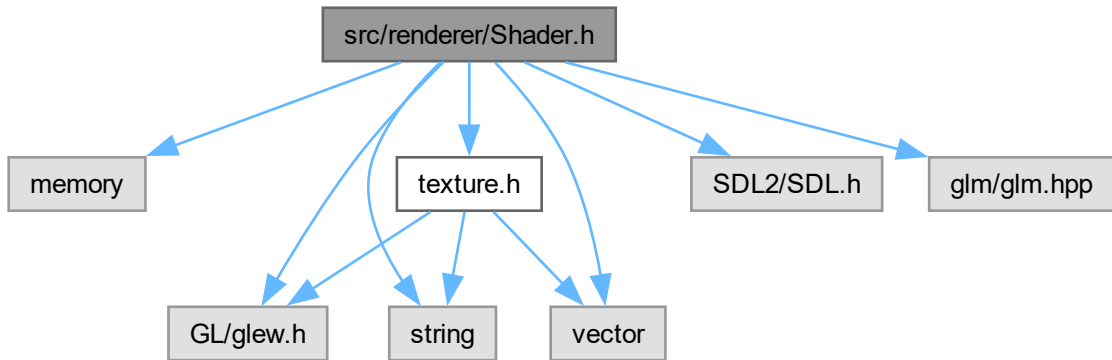 src/renderer/Shader.h
memory
texture.h
SDL2/SDL.h
glm/glm.hpp
GL/glew.h
string
vector